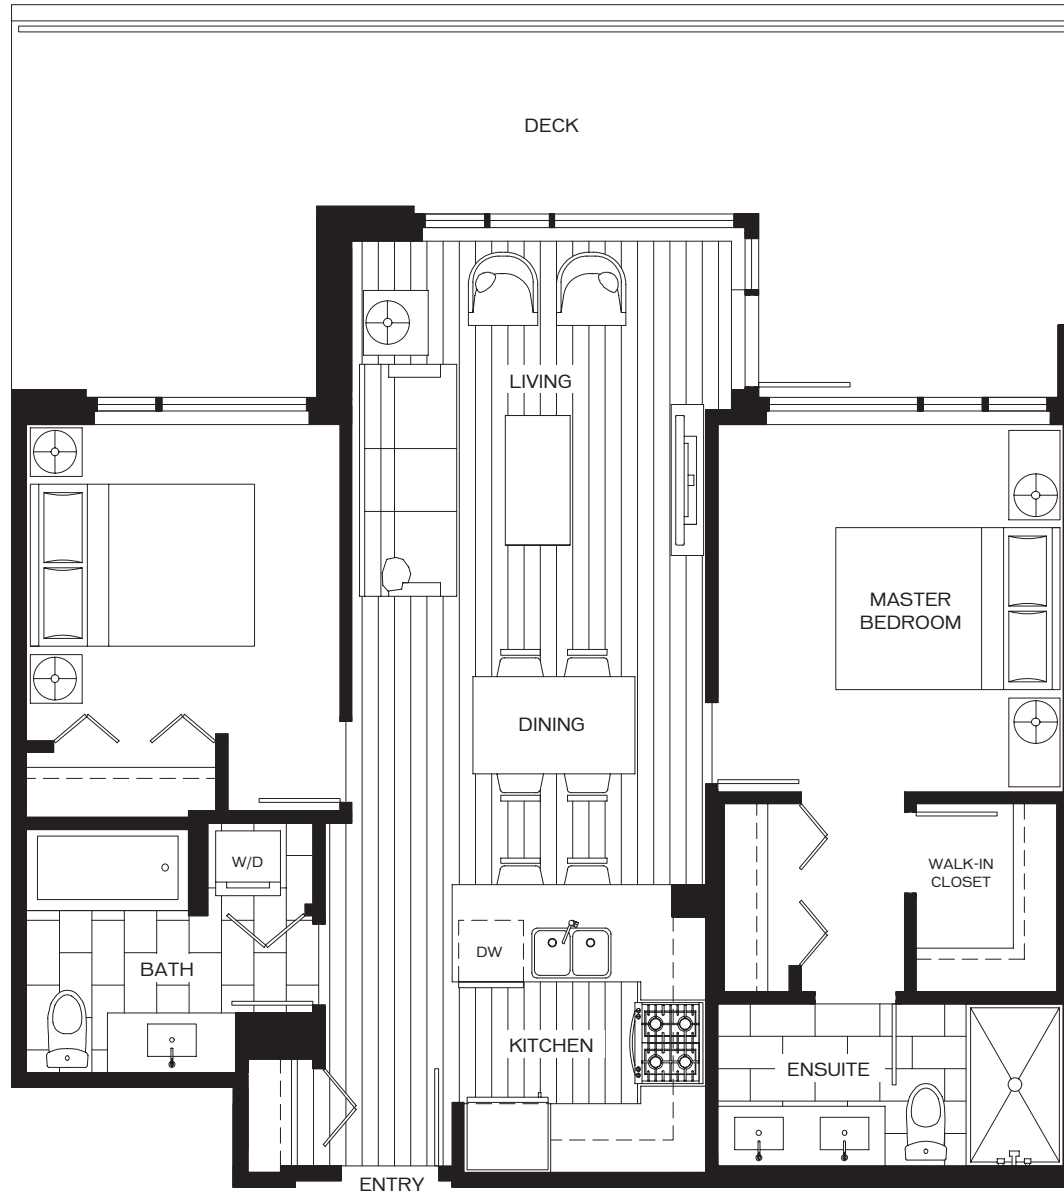 DECK
LIVING
MASTER
BEDROOM
DINING
W/D
WALK-IN
CLOSET
DW
BATH
KITCHEN
ENSUITE
ENTRY